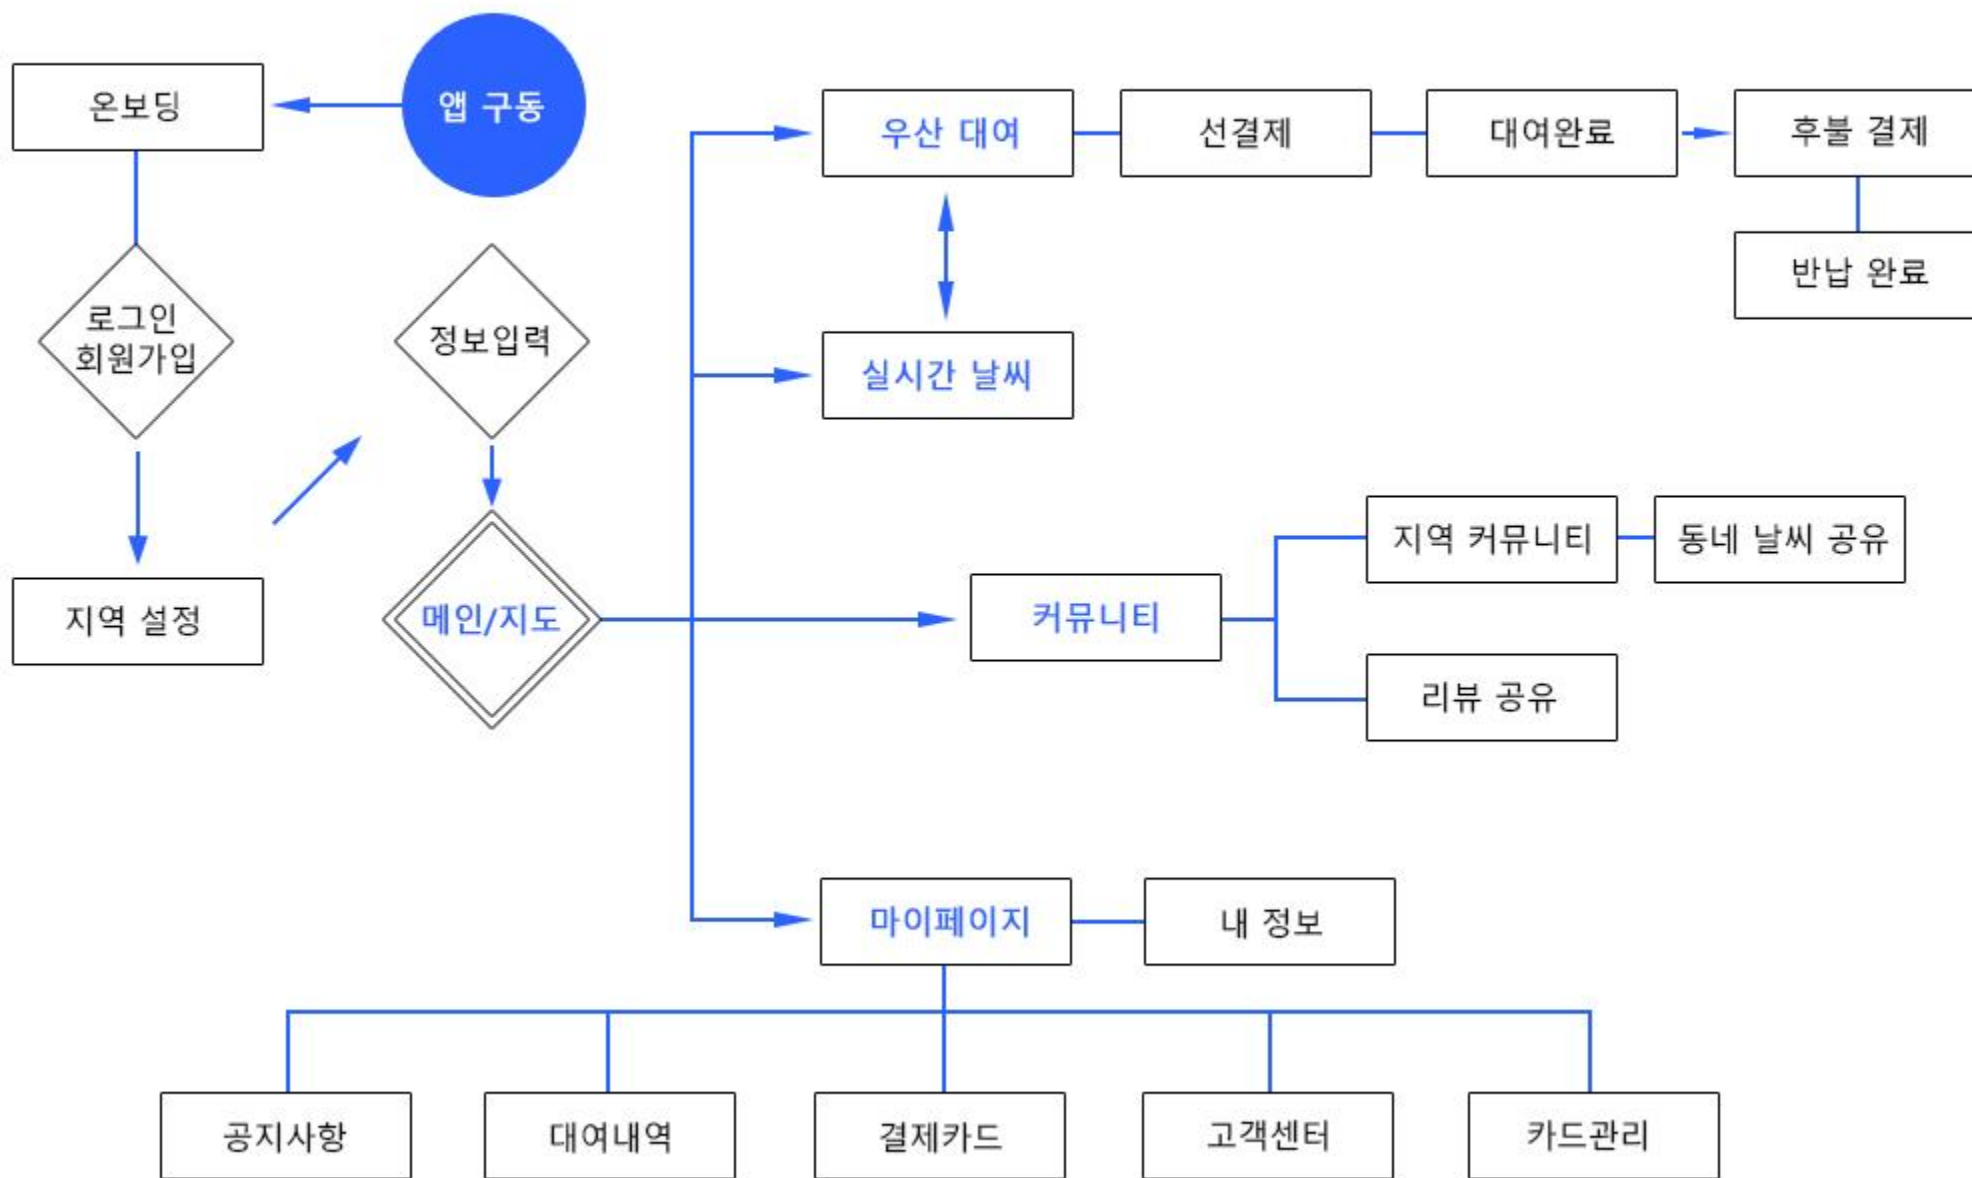 앱 구동
온보딩
로그인
회원가입
지역 설정
정보입력
메인/지도
우산 대여
선결제
대여완료
후불 결제
반납 완료
실시간 날씨
커뮤니티
지역 커뮤니티
동네 날씨 공유
리뷰 공유
마이페이지
내 정보
공지사항
대여내역
결제카드
고객센터
카드관리